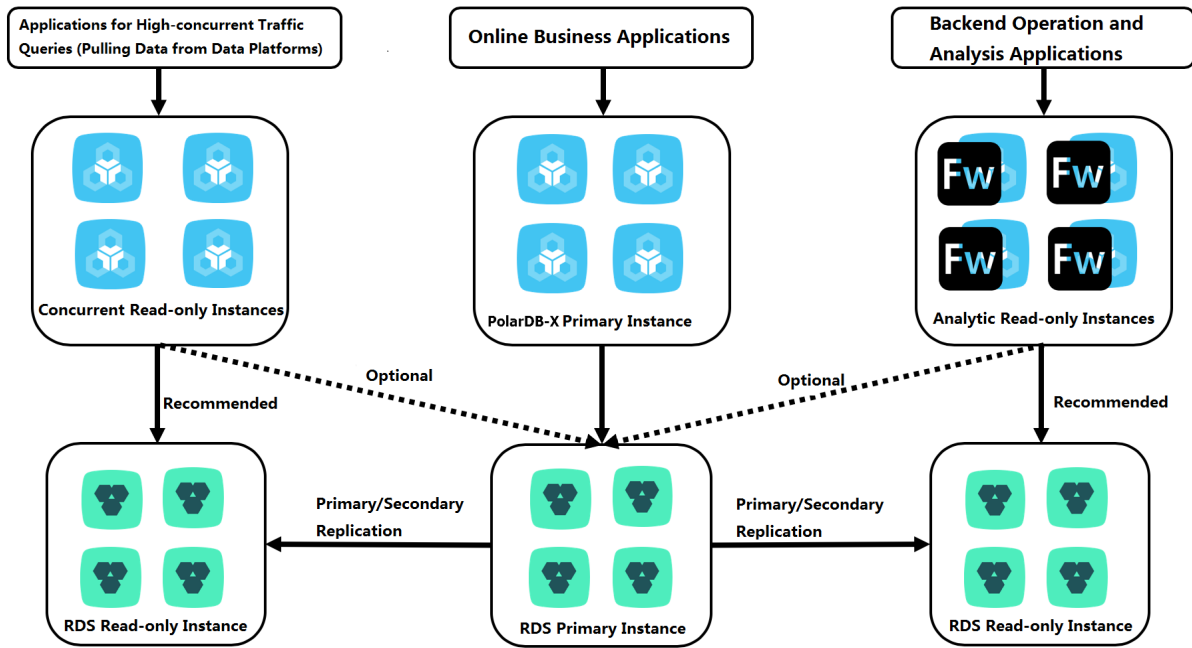 Applications for High-concurrent Traffic
Queries (Pulling Data from Data Platforms)
Online Business Applications
Backend Operation and
Analysis Applications
Fw
Fw
Fw
Fw
Concurrent Read-only Instances
PolarDB-X Primary Instance
Analytic Read-only Instances
Optional
Optional
Recommended
Recommended
Primary/Secondary
Replication
Primary/Secondary
Replication
RDS Read-only Instance
RDS Primary Instance
RDS Read-only Instance